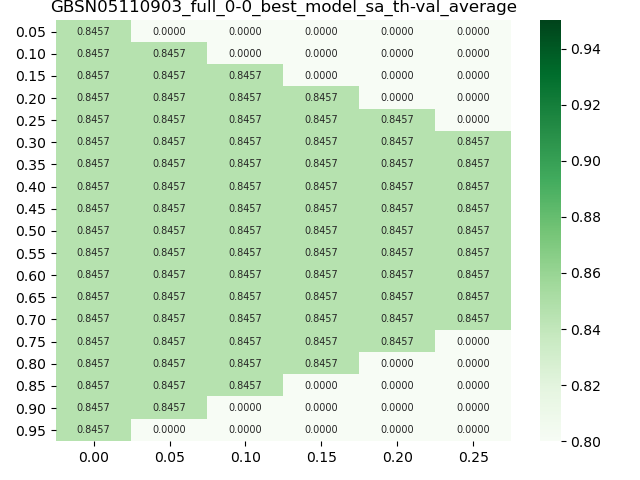 GBSN05110903_full_0-0_best_model_sa_th-val_average
0.05 0.8457 0.0000 0.0000 0.0000 0.0000 0.0000
0.10 0.8457 0.8457 0.0000 0.0000 0.0000 0.0000
0.15 0.8457 0.8457 0.8457 0.0000 0.0000 0.0000
0.20 0.8457 0.8457 0.8457 0.8457 0.0000 0.0000
0.25 0.8457 0.8457 0.8457 0.8457 0.8457 0.0000
0.30 0.8457 0.8457 0.8457 0.8457 0.8457 0.8457
0.35 0.8457 0.8457 0.8457 0.8457 0.8457 0.8457
0.40 0.8457 0.8457 0.8457 0.8457 0.8457 0.8457
0.45 0.8457 0.8457 0.8457 0.8457 0.8457 0.8457
0.50 0.8457 0.8457 0.8457 0.8457 0.8457 0.8457
0.55 0.8457 0.8457 0.8457 0.8457 0.8457 0.8457
0.60 0.8457 0.8457 0.8457 0.8457 0.8457 0.8457
0.65 0.8457 0.8457 0.8457 0.8457 0.8457 0.8457
0.70 0.8457 0.8457 0.8457 0.8457 0.8457 0.8457
0.75 0.8457 0.8457 0.8457 0.8457 0.8457 0.0000
0.80 0.8457 0.8457 0.8457 0.8457 0.0000 0.0000
0.85 0.8457 0.8457 0.8457 0.0000 0.0000 0.0000
0.90 0.8457 0.8457 0.0000 0.0000 0.0000 0.0000
0.95 0.8457 0.0000 0.0000 0.0000 0.0000 0.0000
0.00 0.05 0.10 0.15 0.20 0.25
0.94
0.92
0.90
0.88
0.86
0.84
0.82
0.80